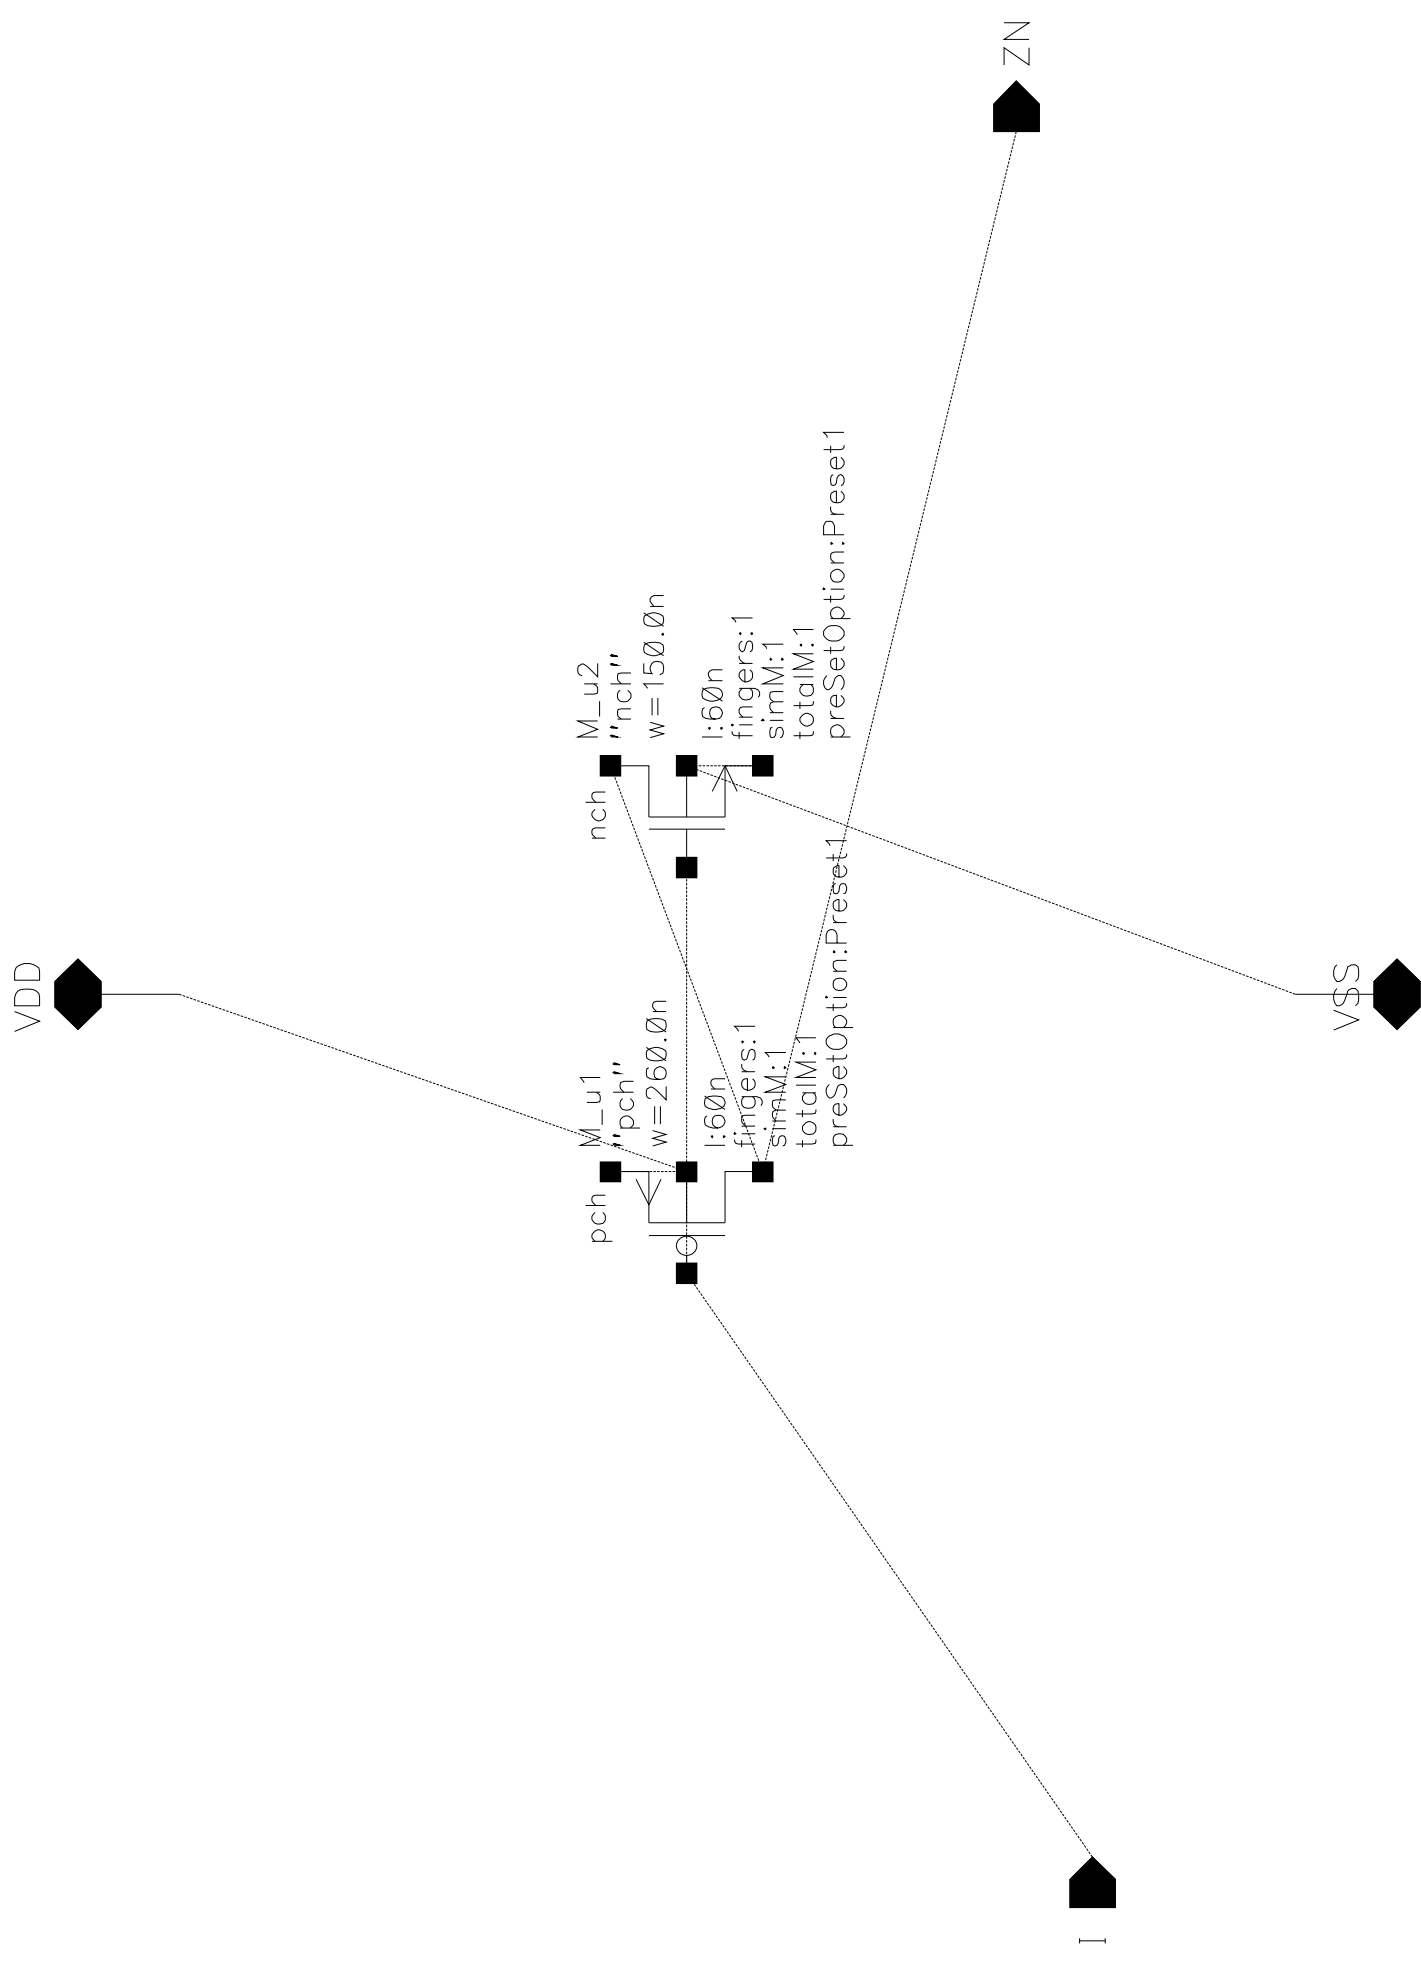 VDD
M_u1
"pch"
w=260.0n
l:60n
fingers:1
simM:1
totalM:1
preSetOption:Preset1
pch
M_u2
"nch"
w=150.0n
l:60n
fingers:1
simM:1
totalM:1
preSetOption:Preset1
nch
VSS
I
ZN